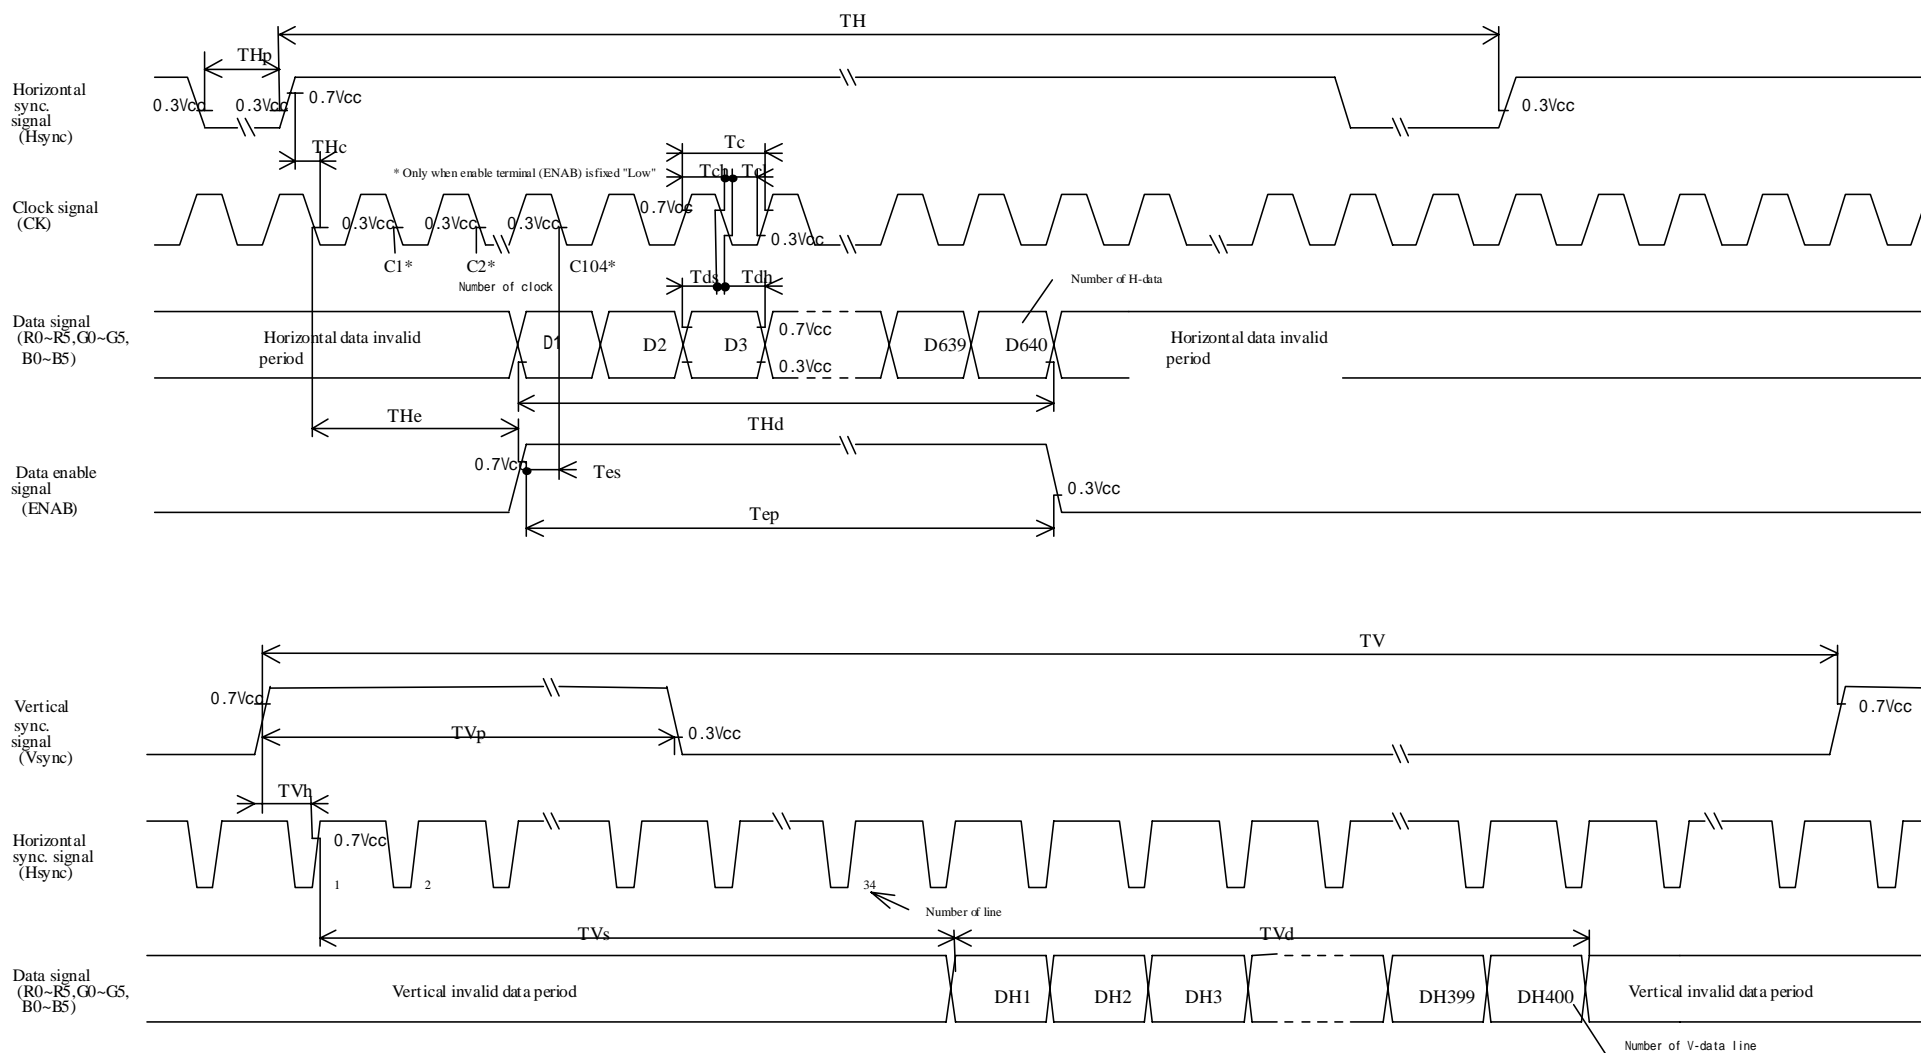 TH
THp
Horizontal
sync.
signal
(Hsync)
0.3Vcc
0.3Vcc
0.7Vcc
0.3Vcc
THc
Tc
* Only when enable terminal (ENAB) is fixed "Low"
Tch
Tcl
Clock signal
(CK)
0.3Vcc
0.3Vcc
0.3Vcc
0.7Vcc
0.3Vcc
C1*
C2*
C104*
Number of clock
Tds
Tdh
Number of H-data
Data signal
(R0~R5,G0~G5,
B0~B5)
Horizontal data invalid
period
D1
D2
D3
0.7Vcc
0.3Vcc
D639
D640
Horizontal data invalid
period
THe
THd
Data enable
signal
(ENAB)
0.7Vcc
Tes
0.3Vcc
Tep
TV
Vertical
sync.
signal
(Vsync)
0.7Vcc
TVp
0.3Vcc
0.7Vcc
TVh
Horizontal
sync. signal
(Hsync)
0.7Vcc
1
2
34
Number of line
TVs
TVd
Data signal
(R0~R5,G0~G5,
B0~B5)
Vertical invalid data period
DH1
DH2
DH3
DH399
DH400
Vertical invalid data period
Number of V-data line